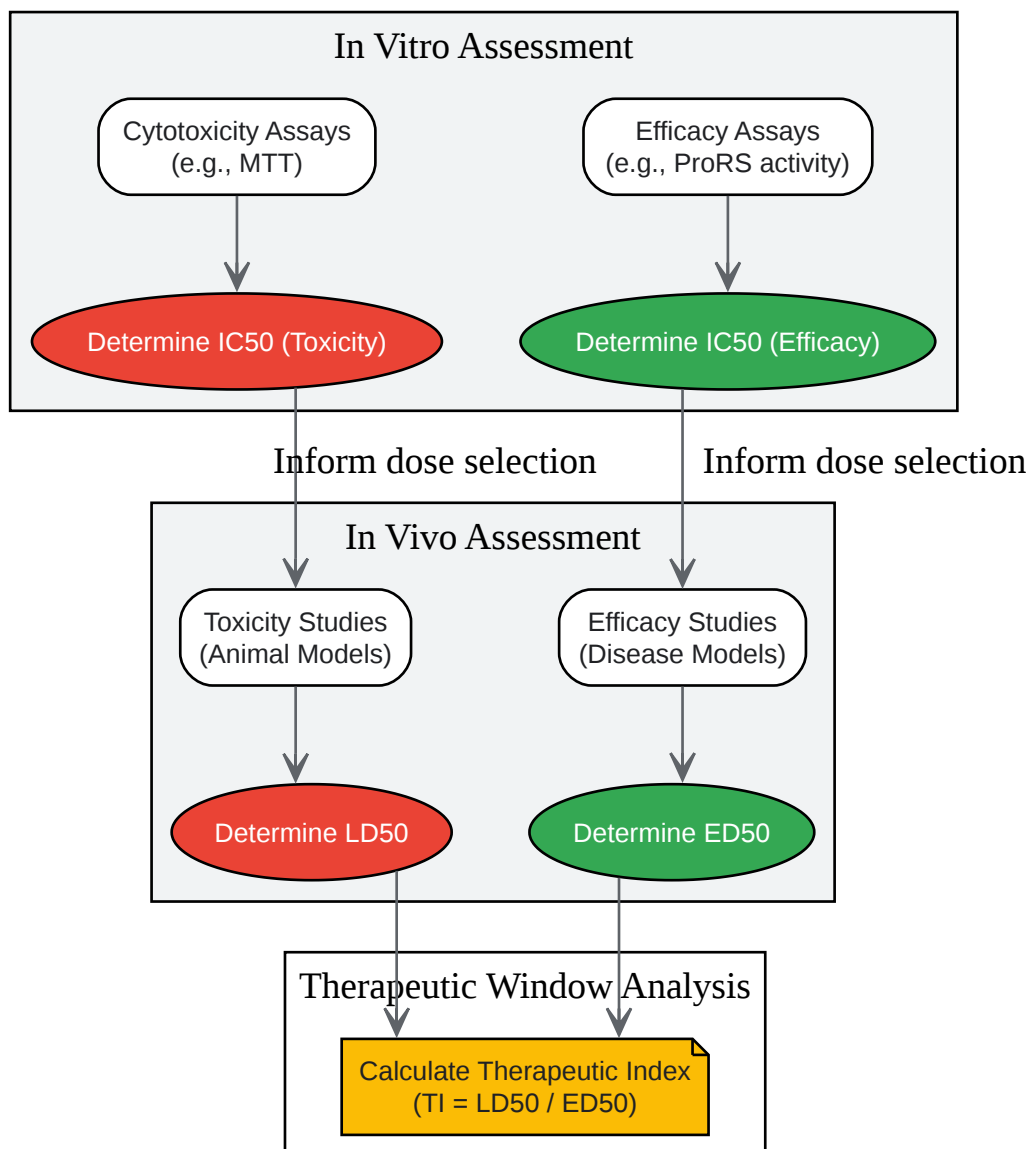 In Vitro Assessment
Cytotoxicity Assays
(e.g., MTT)
Efficacy Assays
(e.g., ProRS activity)
Determine IC50 (Toxicity)
Determine IC50 (Efficacy)
Inform dose selection
Inform dose selection
In Vivo Assessment
Toxicity Studies
(Animal Models)
Efficacy Studies
(Disease Models)
Determine LD50
Determine ED50
Therapeutic Window Analysis
Calculate Therapeutic Index
(TI = LD50 / ED50)